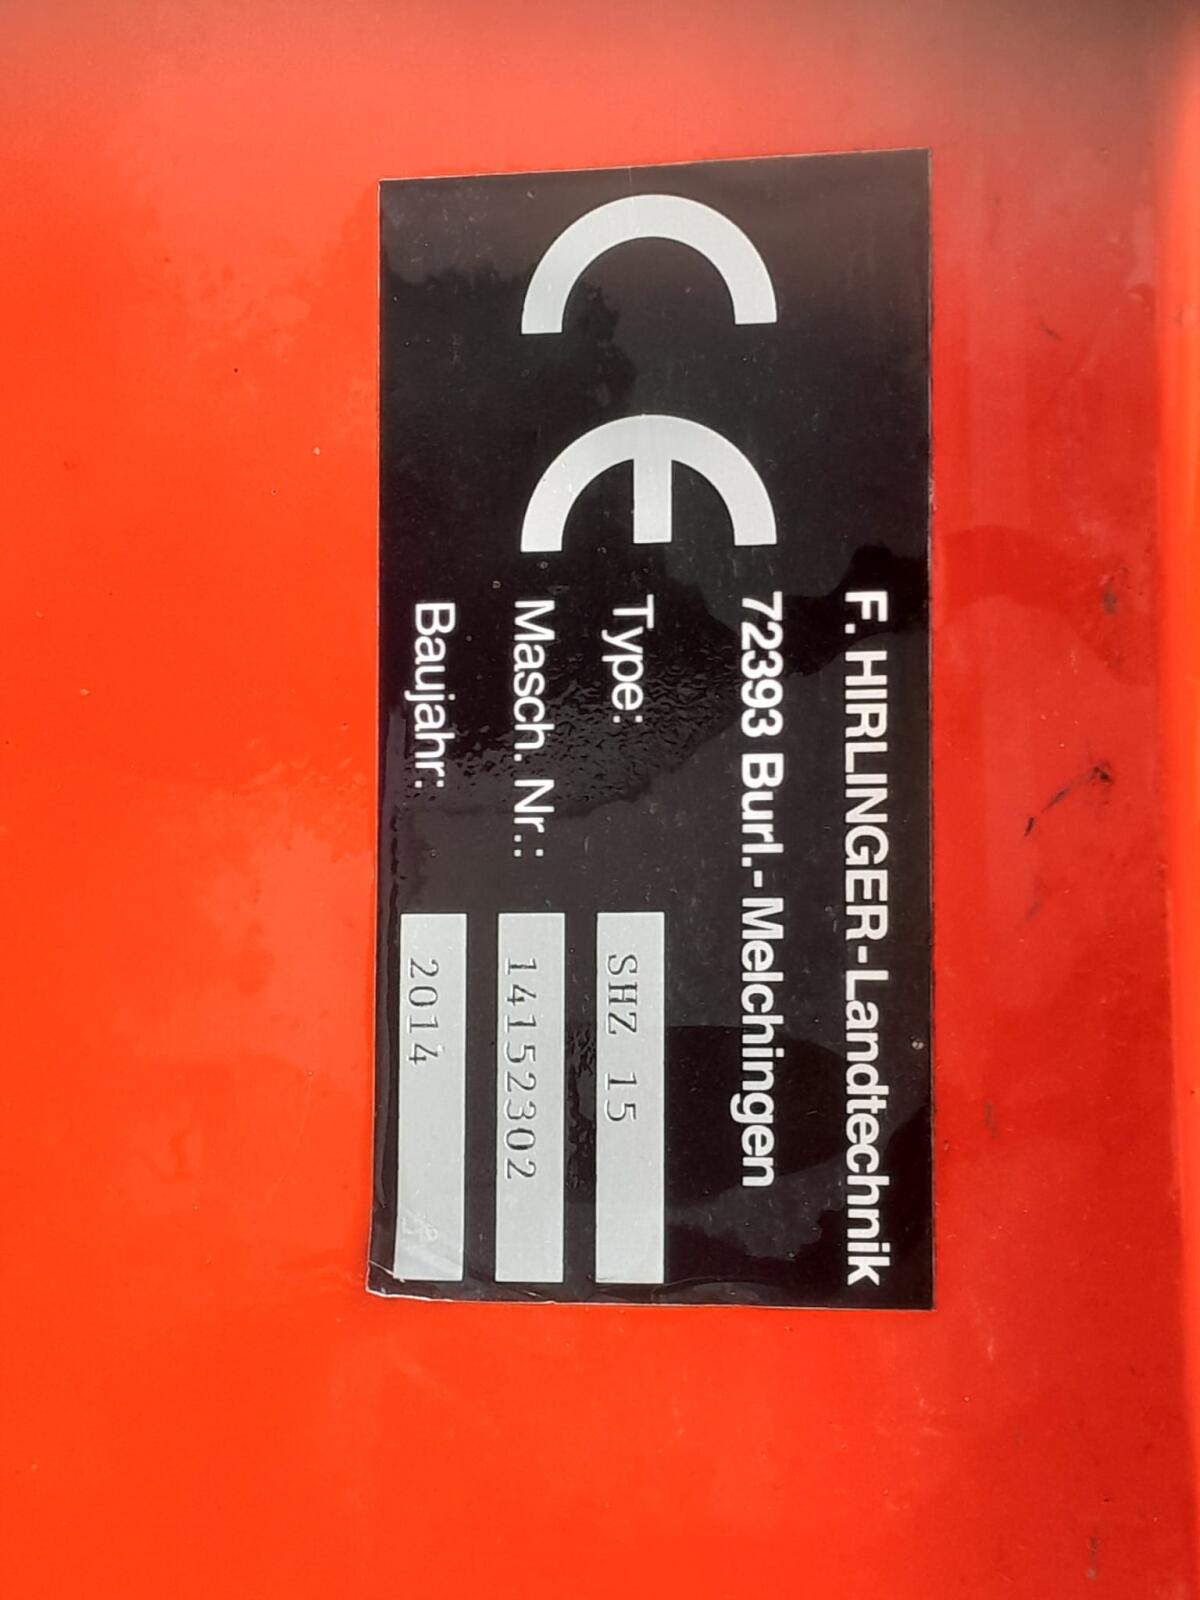 F. HIRLINGER-Landtechnik
72393 Burl.-Melchingen
CE
Type: SHZ 15
Masch. Nr.: 14152302
Baujahr: 2014